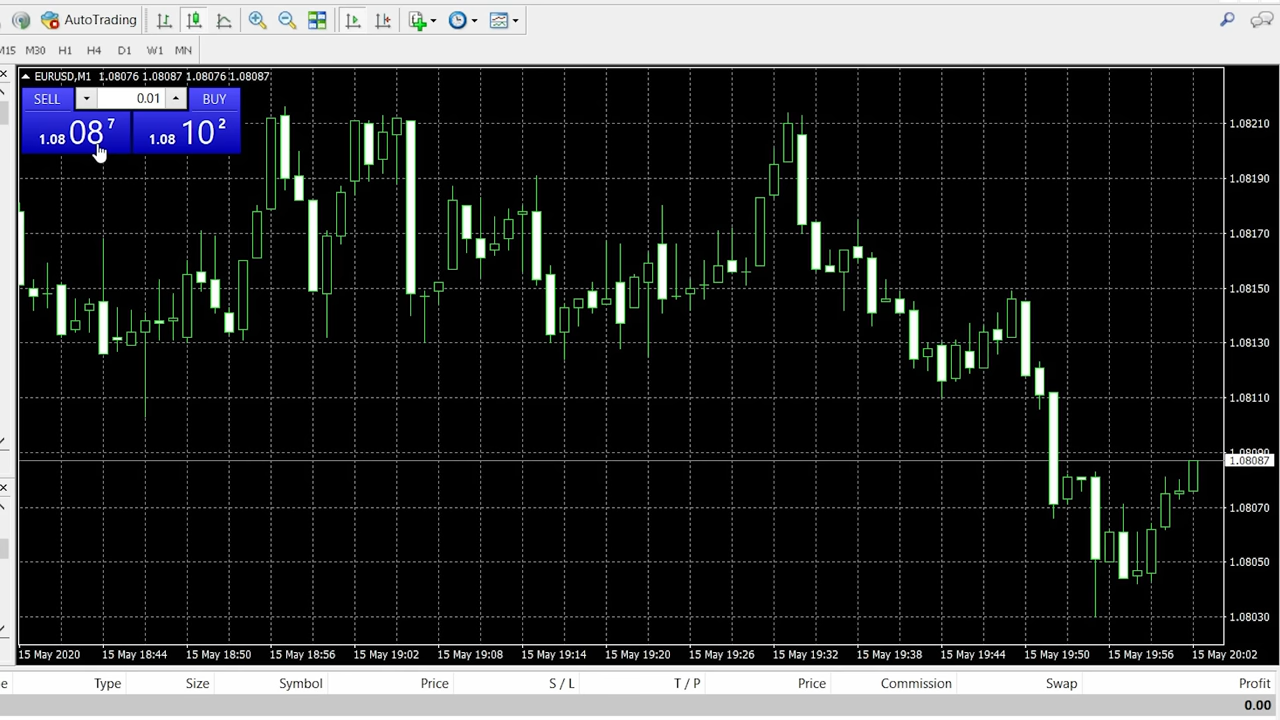 AutoTrading
M15 M30 H1 H4 D1 W1 MN
EURUSD,M1 1.08076 1.08087 1.08076 1.08087
SELL 0.01 BUY
1.08 08 7 1.08 10 2
1.08210
1.08190
1.08170
1.08150
1.08130
1.08110
1.08090
1.08087
1.08070
1.08050
1.08030
15 May 2020 15 May 18:44 15 May 18:50 15 May 18:56 15 May 19:02 15 May 19:08 15 May 19:14 15 May 19:20 15 May 19:26 15 May 19:32 15 May 19:38 15 May 19:44 15 May 19:50 15 May 19:56 15 May 20:02
e Type Size Symbol Price S / L T / P Price Commission Swap Profit
0.00